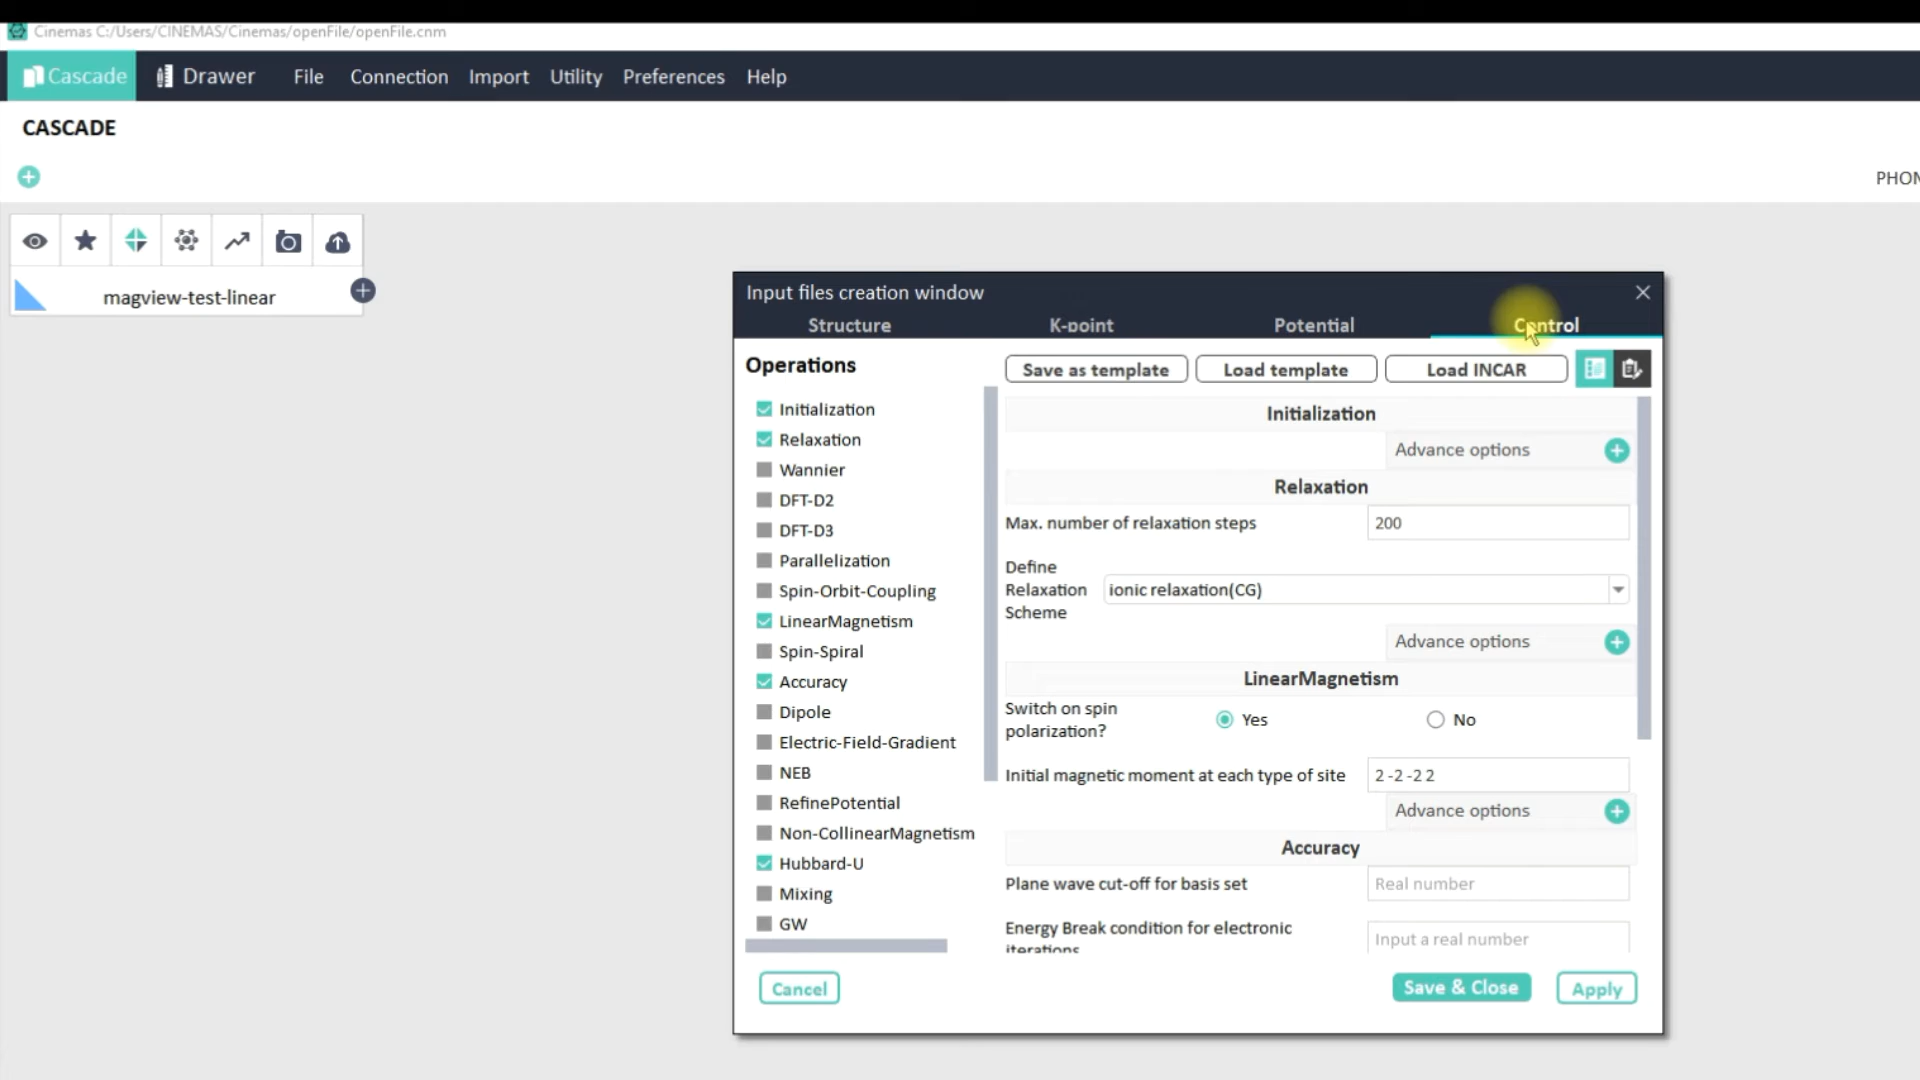 Cinemas C:/Users/CINEMAS/Cinemas/openFile/openFile.cnm
Cascade Drawer File Connection Import Utility Preferences Help
CASCADE
PHON
magview-test-linear
Input files creation window
Structure K-point Potential Control
Operations
Save as template Load template Load INCAR
Initialization
Relaxation
Wannier
DFT-D2
DFT-D3
Parallelization
Spin-Orbit-Coupling
LinearMagnetism
Spin-Spiral
Accuracy
Dipole
Electric-Field-Gradient
NEB
RefinePotential
Non-CollinearMagnetism
Hubbard-U
Mixing
GW
Initialization
Advance options
Relaxation
Max. number of relaxation steps 200
Define
Relaxation
Scheme
ionic relaxation(CG)
Advance options
LinearMagnetism
Switch on spin
polarization?
Yes No
Initial magnetic moment at each type of site 2 -2 -2 2
Advance options
Accuracy
Plane wave cut-off for basis set Real number
Energy Break condition for electronic
iterations
Input a real number
Cancel Save & Close Apply